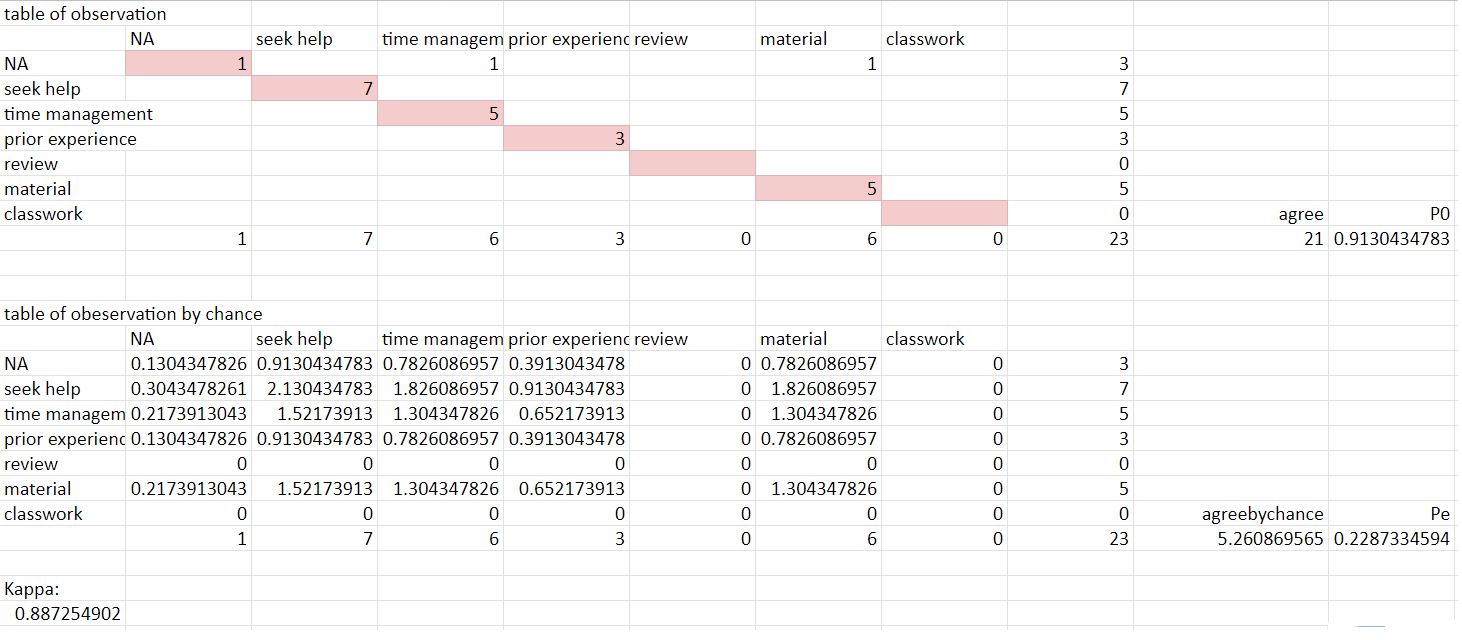 table of observation
NA seek help time managem prior experienc review material classwork
NA 1 1 1 3
seek help 7 7
time management 5 5
prior experience 3 3
review 0
material 5 5
classwork 0 agree P0
1 7 6 3 0 6 0 23 21 0.9130434783
table of obeservation by chance
NA seek help time managem prior experienc review material classwork
NA 0.1304347826 0.9130434783 0.7826086957 0.3913043478 0 0.7826086957 0 3
seek help 0.3043478261 2.130434783 1.826086957 0.9130434783 0 1.826086957 0 7
time managem 0.2173913043 1.52173913 1.304347826 0.652173913 0 1.304347826 0 5
prior experienc 0.1304347826 0.9130434783 0.7826086957 0.3913043478 0 0.7826086957 0 3
review 0 0 0 0 0 0 0 0
material 0.2173913043 1.52173913 1.304347826 0.652173913 0 1.304347826 0 5
classwork 0 0 0 0 0 0 0 0 agreebychance Pe
1 7 6 3 0 6 0 23 5.260869565 0.2287334594
Kappa:
0.887254902